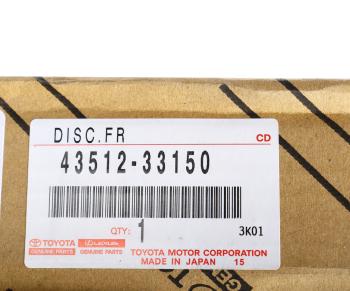 DISC.FR
CD
43512-33150
QTY: 1
3K01
TOYOTA LEXUS
GENUINE PARTS GENUINE PARTS
TOYOTA MOTOR CORPORATION
MADE IN JAPAN 15